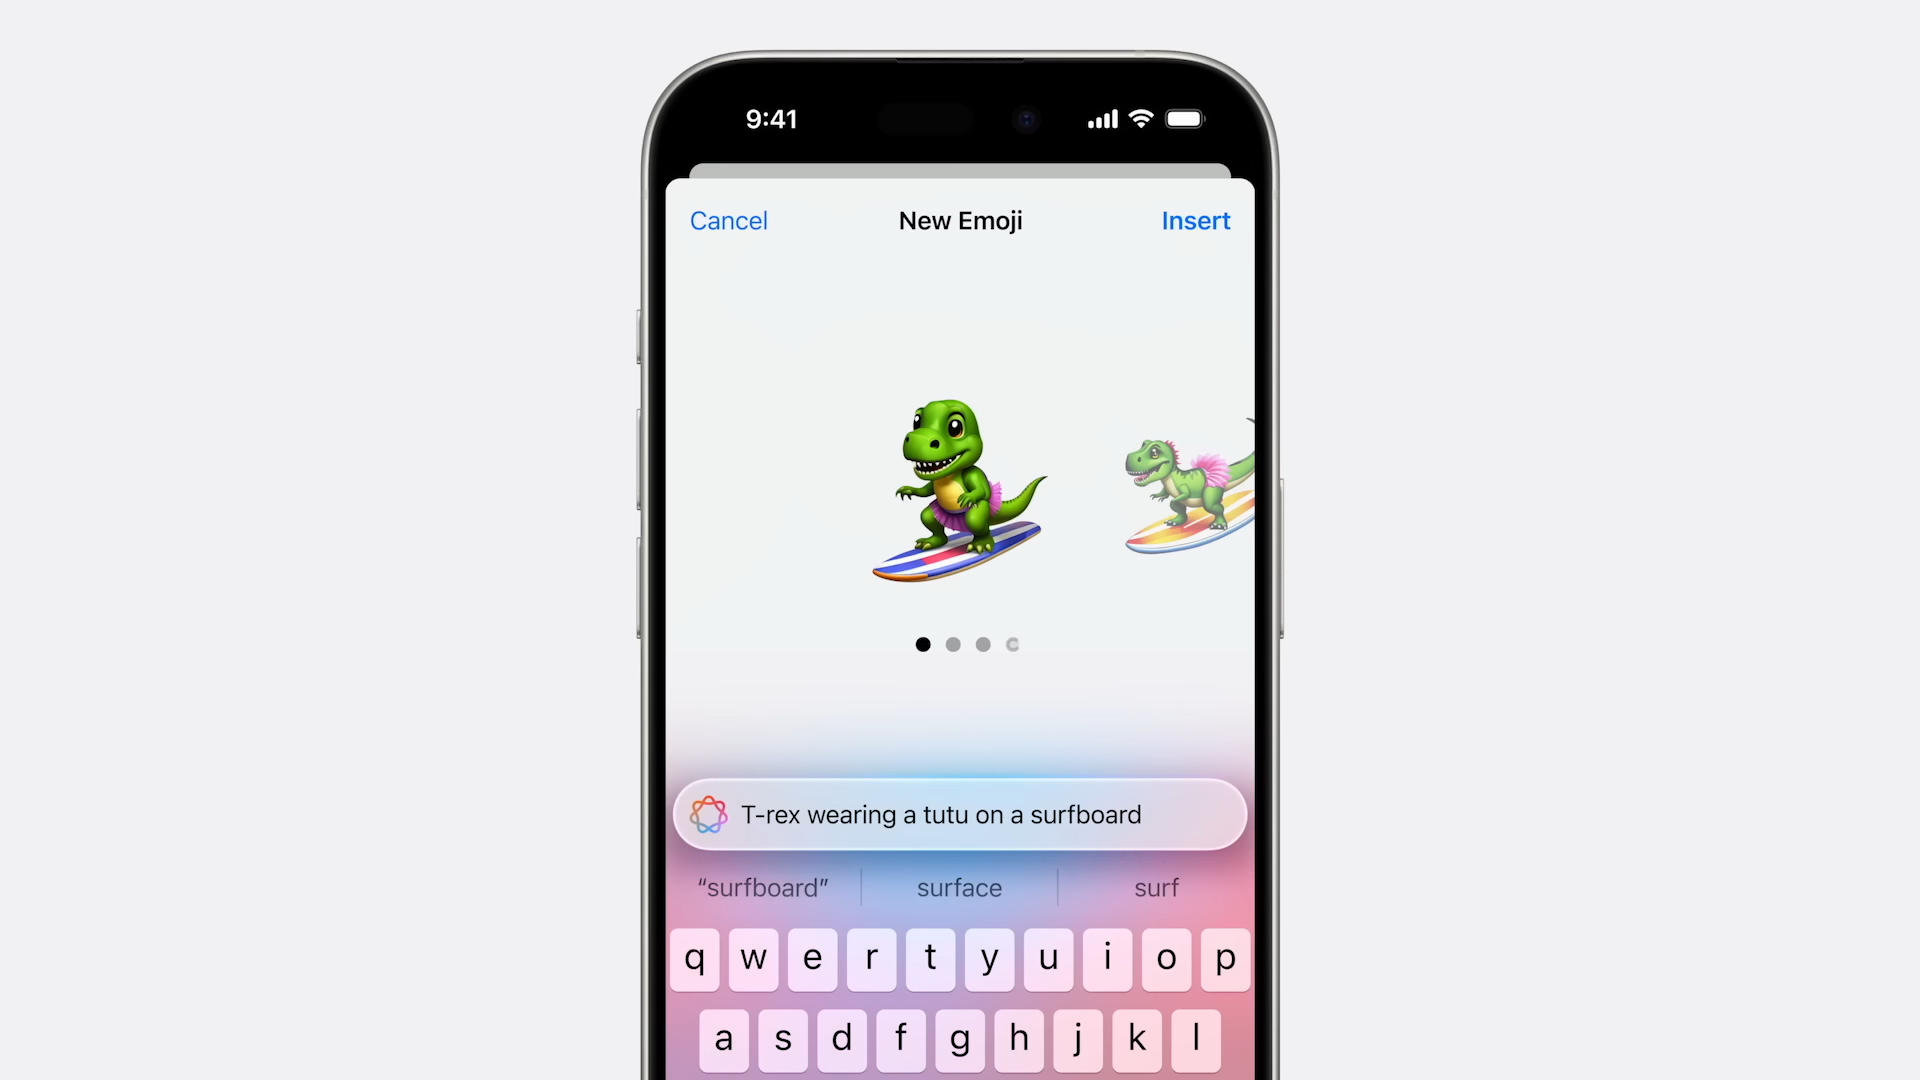 9:41
Cancel New Emoji Insert
T-rex wearing a tutu on a surfboard
“surfboard” surface surf
q w e r t y u i o p
a s d f g h j k l